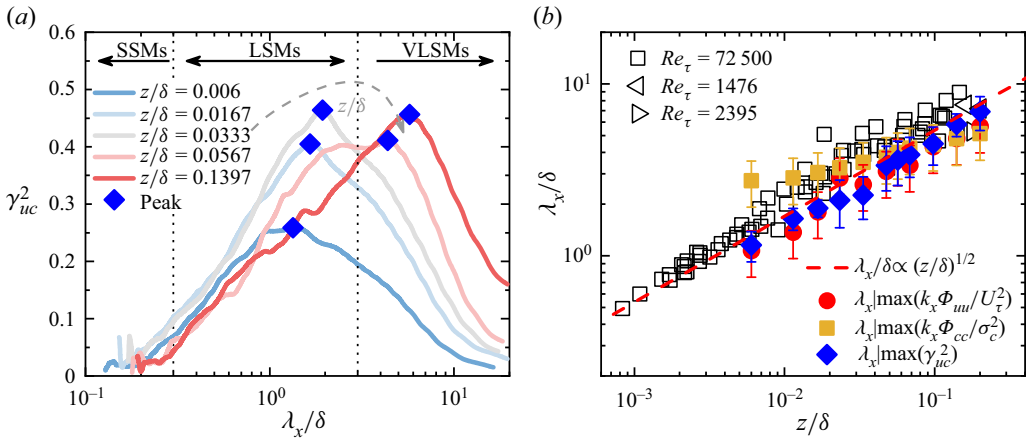 (a)
0.6
0.5
0.4
0.3
0.2
0.1
0
γ²uc
SSMs
LSMs
VLSMs
z/δ = 0.006
z/δ = 0.0167
z/δ = 0.0333
z/δ = 0.0567
z/δ = 0.1397
Peak
z/δ
10⁻¹
10⁰
10¹
λx/δ
(b)
10¹
10⁰
λx/δ
Reτ = 72 500
Reτ = 1476
Reτ = 2395
λx/δ ∝ (z/δ)^1/2
λx|max(kxΦuu/U²τ)
λx|max(kxΦcc/σ²c)
λx|max(γ²uc)
10⁻³
10⁻²
10⁻¹
z/δ